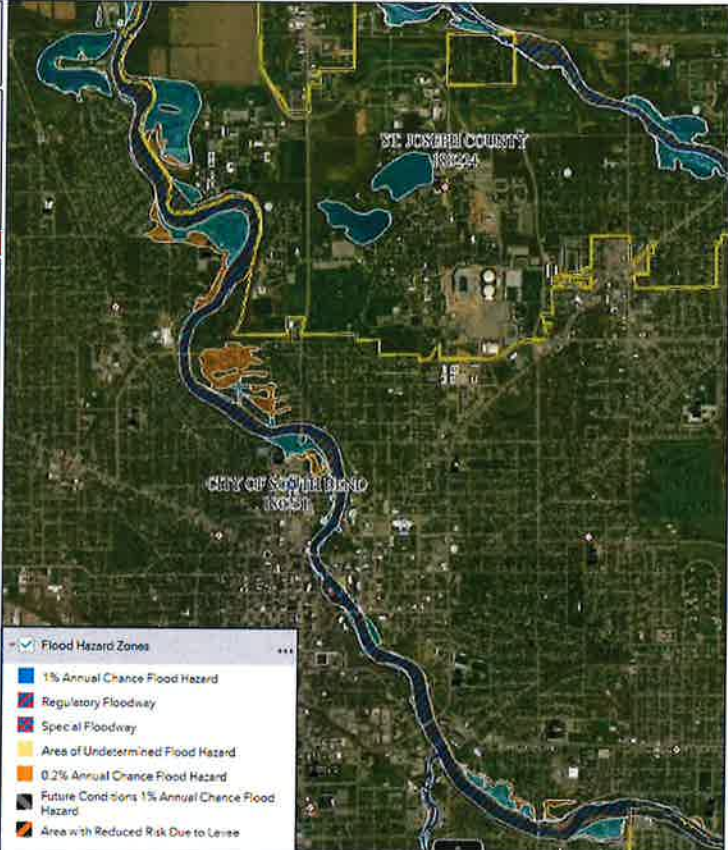 ST. JOSEPH COUNTY
CITY OF SOUTH BEND
Flood Hazard Zones
1% Annual Chance Flood Hazard
Regulatory Floodway
Special Floodway
Area of Undetermined Flood Hazard
0.2% Annual Chance Flood Hazard
Future Conditions 1% Annual Chance Flood
Hazard
Area with Reduced Risk Due to Levee